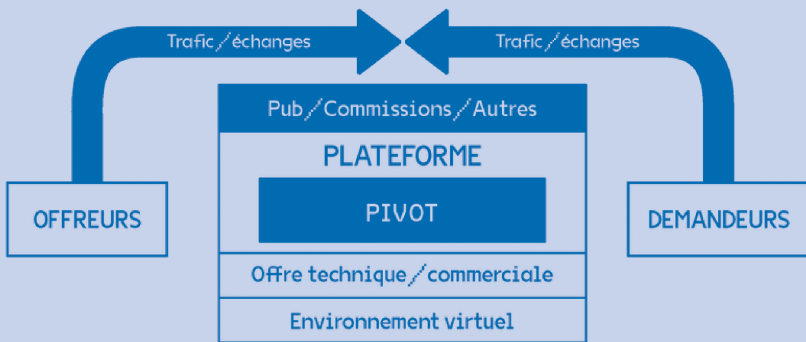 Trafic/échanges
Trafic/échanges
Pub/Commissions/Autres
PLATEFORME
PIVOT
OFFREURS
DEMANDEURS
Offre technique/commerciale
Environnement virtuel